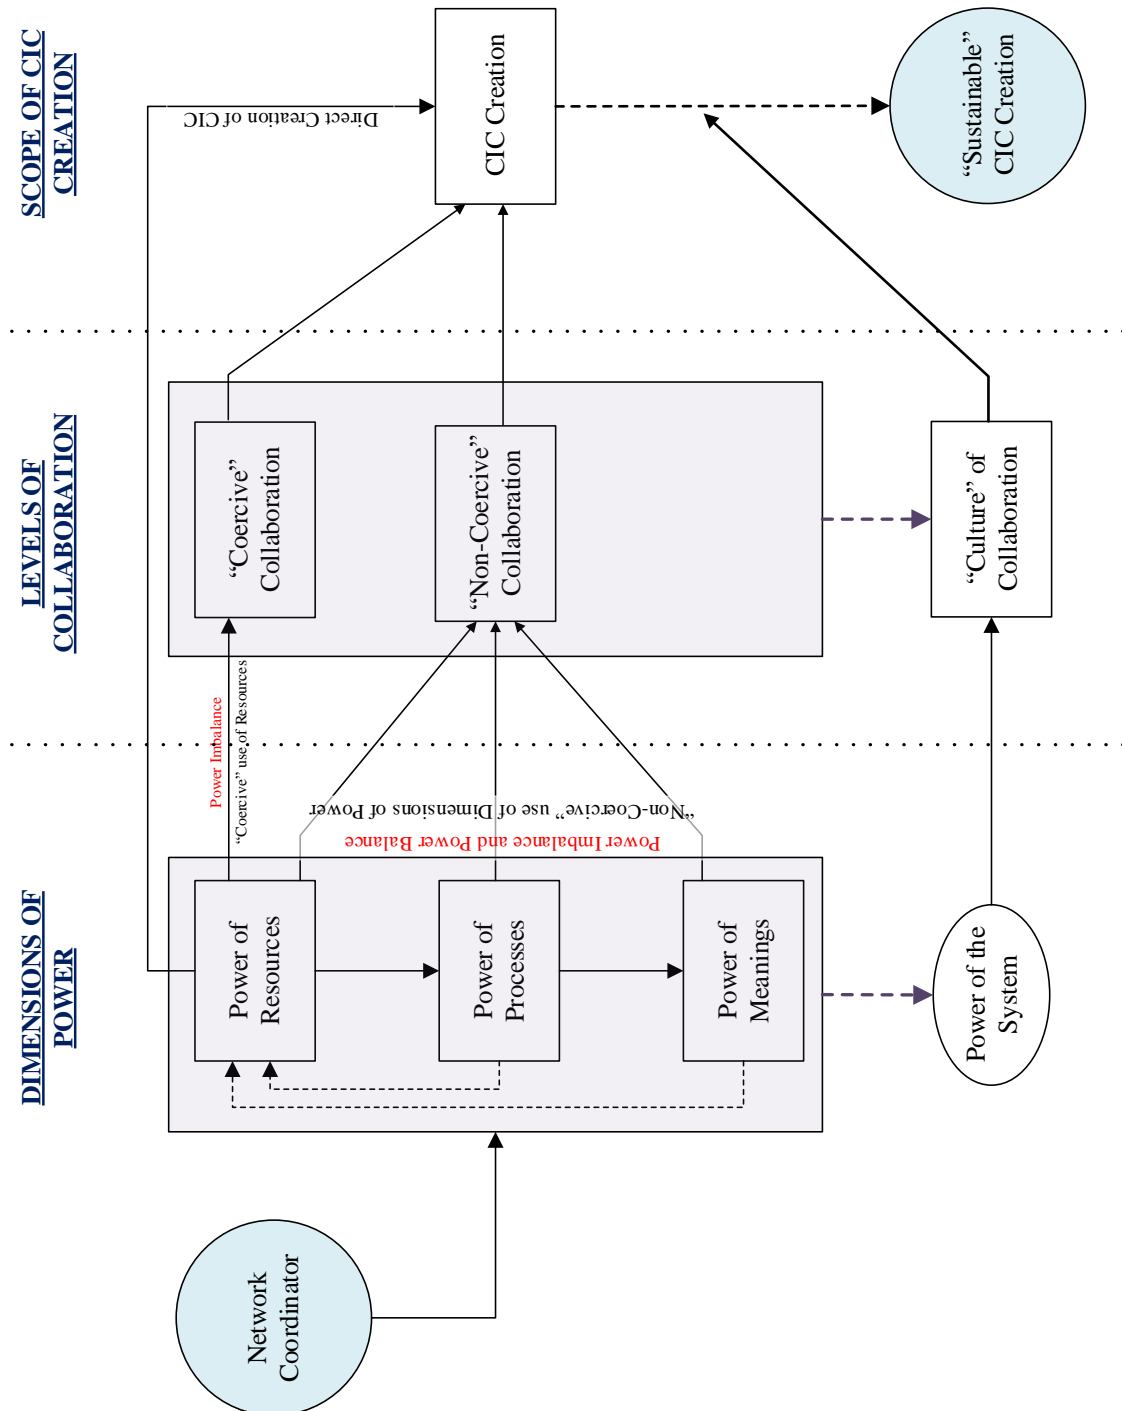 DIMENSIONS OF
POWER
LEVELS OF
COLLABORATION
SCOPE OF CIC
CREATION
Network
Coordinator
Power of
Resources
Power of
Processes
Power of
Meanings
Power of the
System
Power Imbalance
“Coercive” use of Resources
“Non-Coercive” use of Dimensions of Power
Power Imbalance and Power Balance
“Coercive”
Collaboration
“Non-Coercive”
Collaboration
“Culture” of
Collaboration
Direct Creation of CIC
CIC Creation
“Sustainable”
CIC Creation